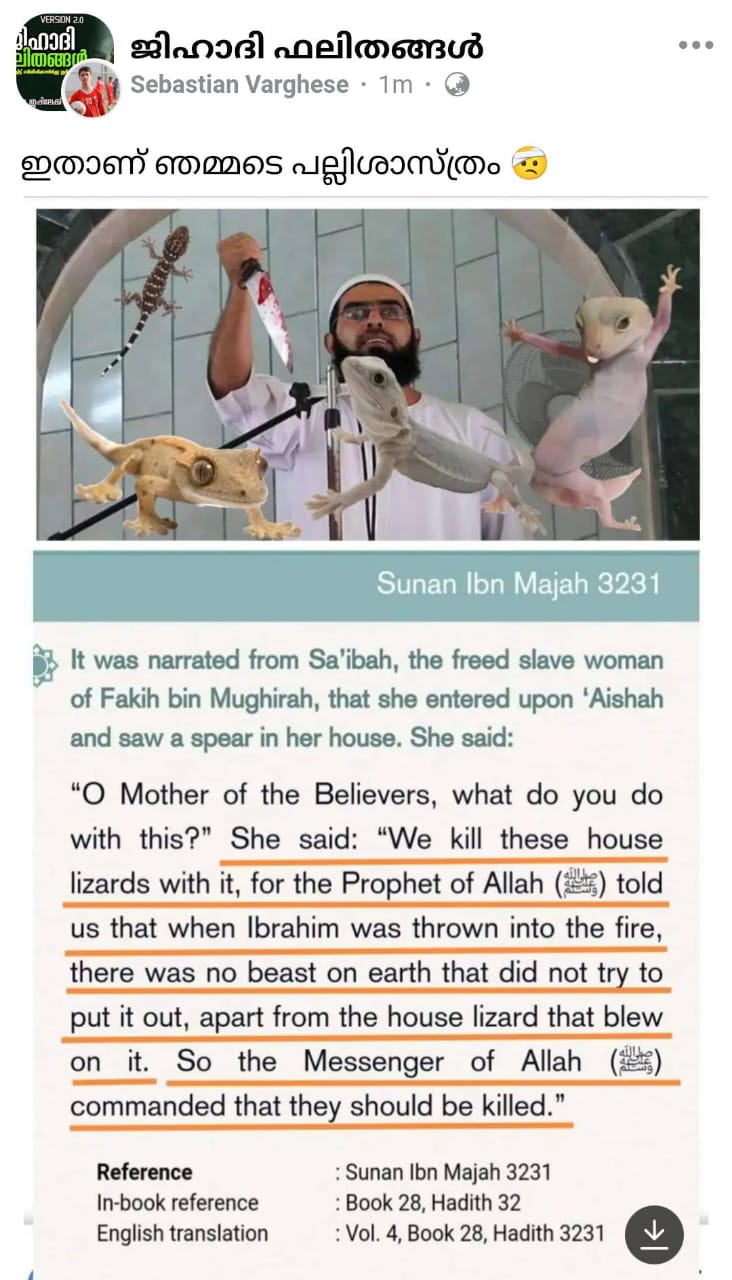 VERSION 2.0
ജിഹാദി
ജിഹാദി ഫലിതങ്ങൾ
Sebastian Varghese · 1m ·
ഇതാണ് ഞമ്മടെ പല്ലിശാസ്ത്രം 🤕
Sunan Ibn Majah 3231
It was narrated from Sa’ibah, the freed slave woman
of Fakih bin Mughirah, that she entered upon ‘Aishah
and saw a spear in her house. She said:
“O Mother of the Believers, what do you do
with this?” She said: “We kill these house
lizards with it, for the Prophet of Allah (ﷺ) told
us that when Ibrahim was thrown into the fire,
there was no beast on earth that did not try to
put it out, apart from the house lizard that blew
on it. So the Messenger of Allah (ﷺ)
commanded that they should be killed.”
Reference : Sunan Ibn Majah 3231
In-book reference : Book 28, Hadith 32
English translation : Vol. 4, Book 28, Hadith 3231